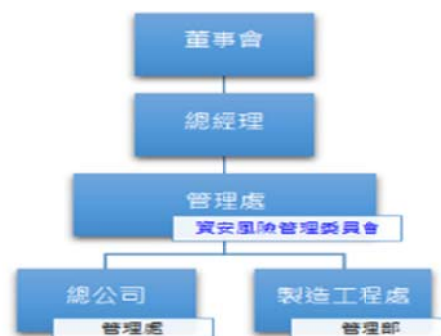 董事會
總經理
管理處
資安風險管理委員會
總公司
管理處
製造工程處
管理部